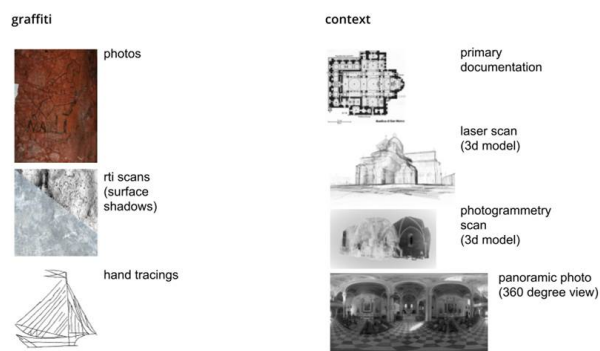 graffiti
photos
rti scans
(surface
shadows)
hand tracings
context
primary
documentation
laser scan
(3d model)
photogrammetry
scan
(3d model)
panoramic photo
(360 degree view)